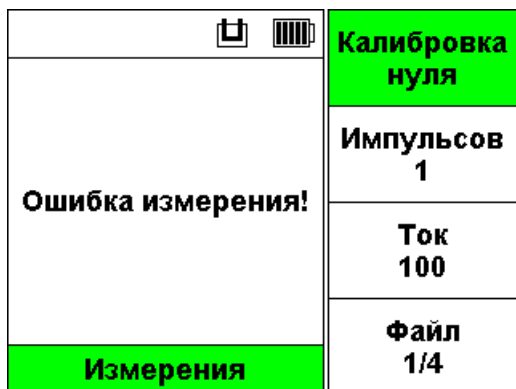 Ошибка измерения!
Измерения
Калибровка
нуля
Импульсов
1
Ток
100
Файл
1/4